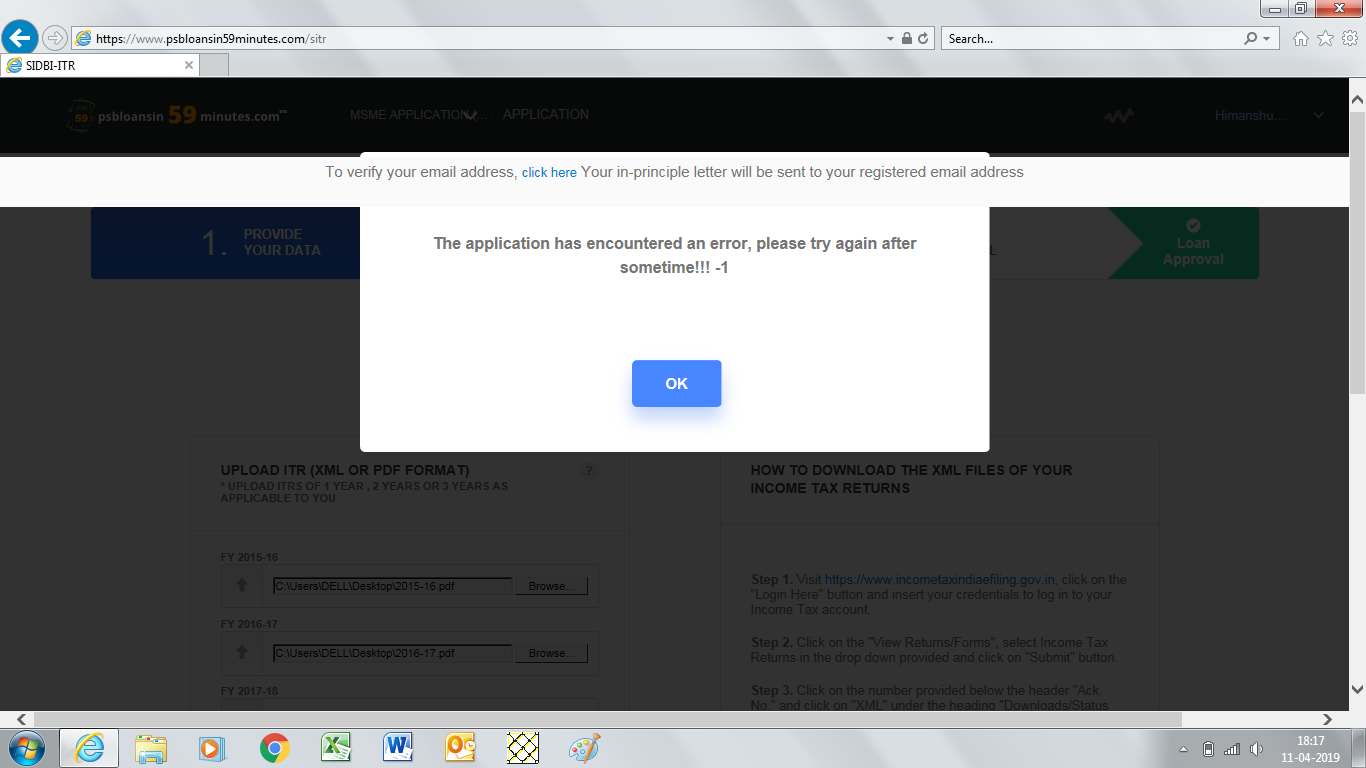 https://www.psbloansin59minutes.com/sitr
Search...
SIDBI-ITR
59 psbloansin 59 minutes.com™
MSME APPLICATION (...
APPLICATION
Himanshu...
To verify your email address, click here Your in-principle letter will be sent to your registered email address
1. PROVIDE
YOUR DATA
L
Loan
Approval
The application has encountered an error, please try again after
sometime!!! -1
OK
UPLOAD ITR (XML OR PDF FORMAT)
?
* UPLOAD ITRS OF 1 YEAR , 2 YEARS OR 3 YEARS AS
APPLICABLE TO YOU
FY 2015-16
C:\Users\DELL\Desktop\2015-16.pdf
Browse...
FY 2016-17
C:\Users\DELL\Desktop\2016-17.pdf
Browse...
FY 2017-18
HOW TO DOWNLOAD THE XML FILES OF YOUR
INCOME TAX RETURNS
Step 1. Visit https://www.incometaxindiaefiling.gov.in, click on the
"Login Here" button and insert your credentials to log in to your
Income Tax account.
Step 2. Click on the "View Returns/Forms", select Income Tax
Returns in the drop down provided and click on "Submit" button.
Step 3. Click on the number provided below the header "Ack.
No." and click on "XML" under the heading "Downloads/Status
18:17
11-04-2019